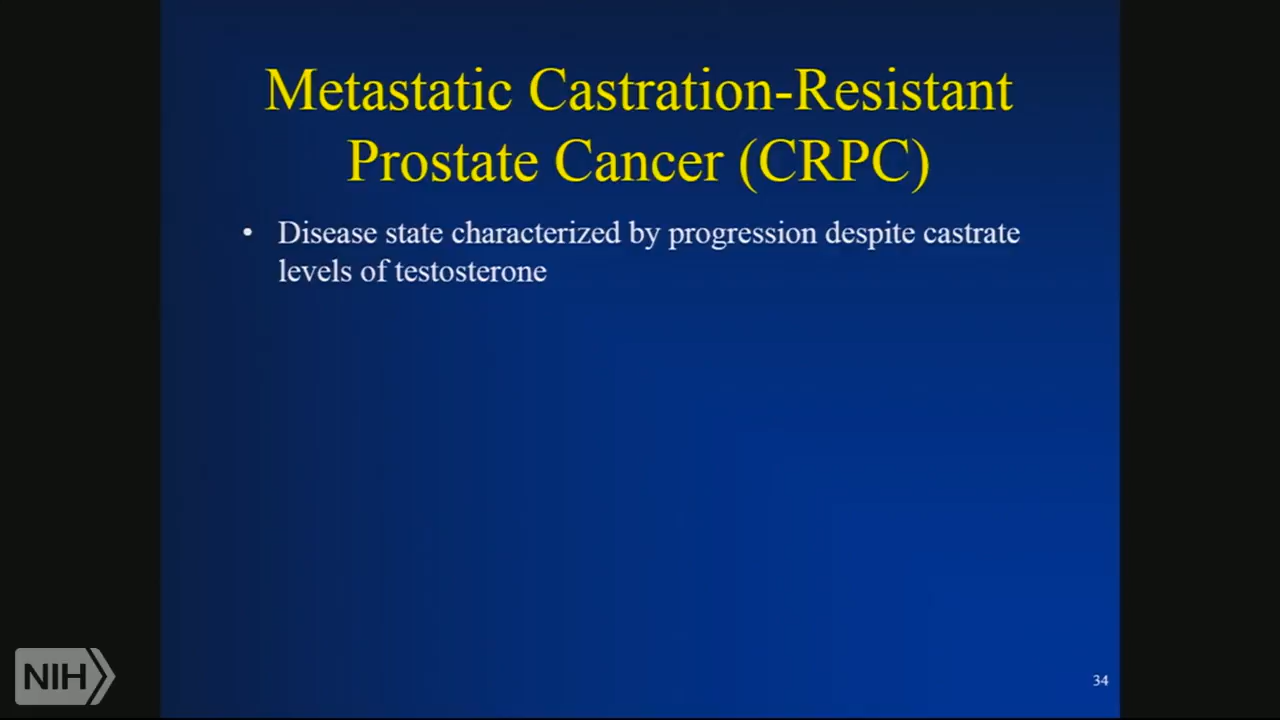 Metastatic Castration-Resistant
Prostate Cancer (CRPC)
• Disease state characterized by progression despite castrate
levels of testosterone
NIH
34